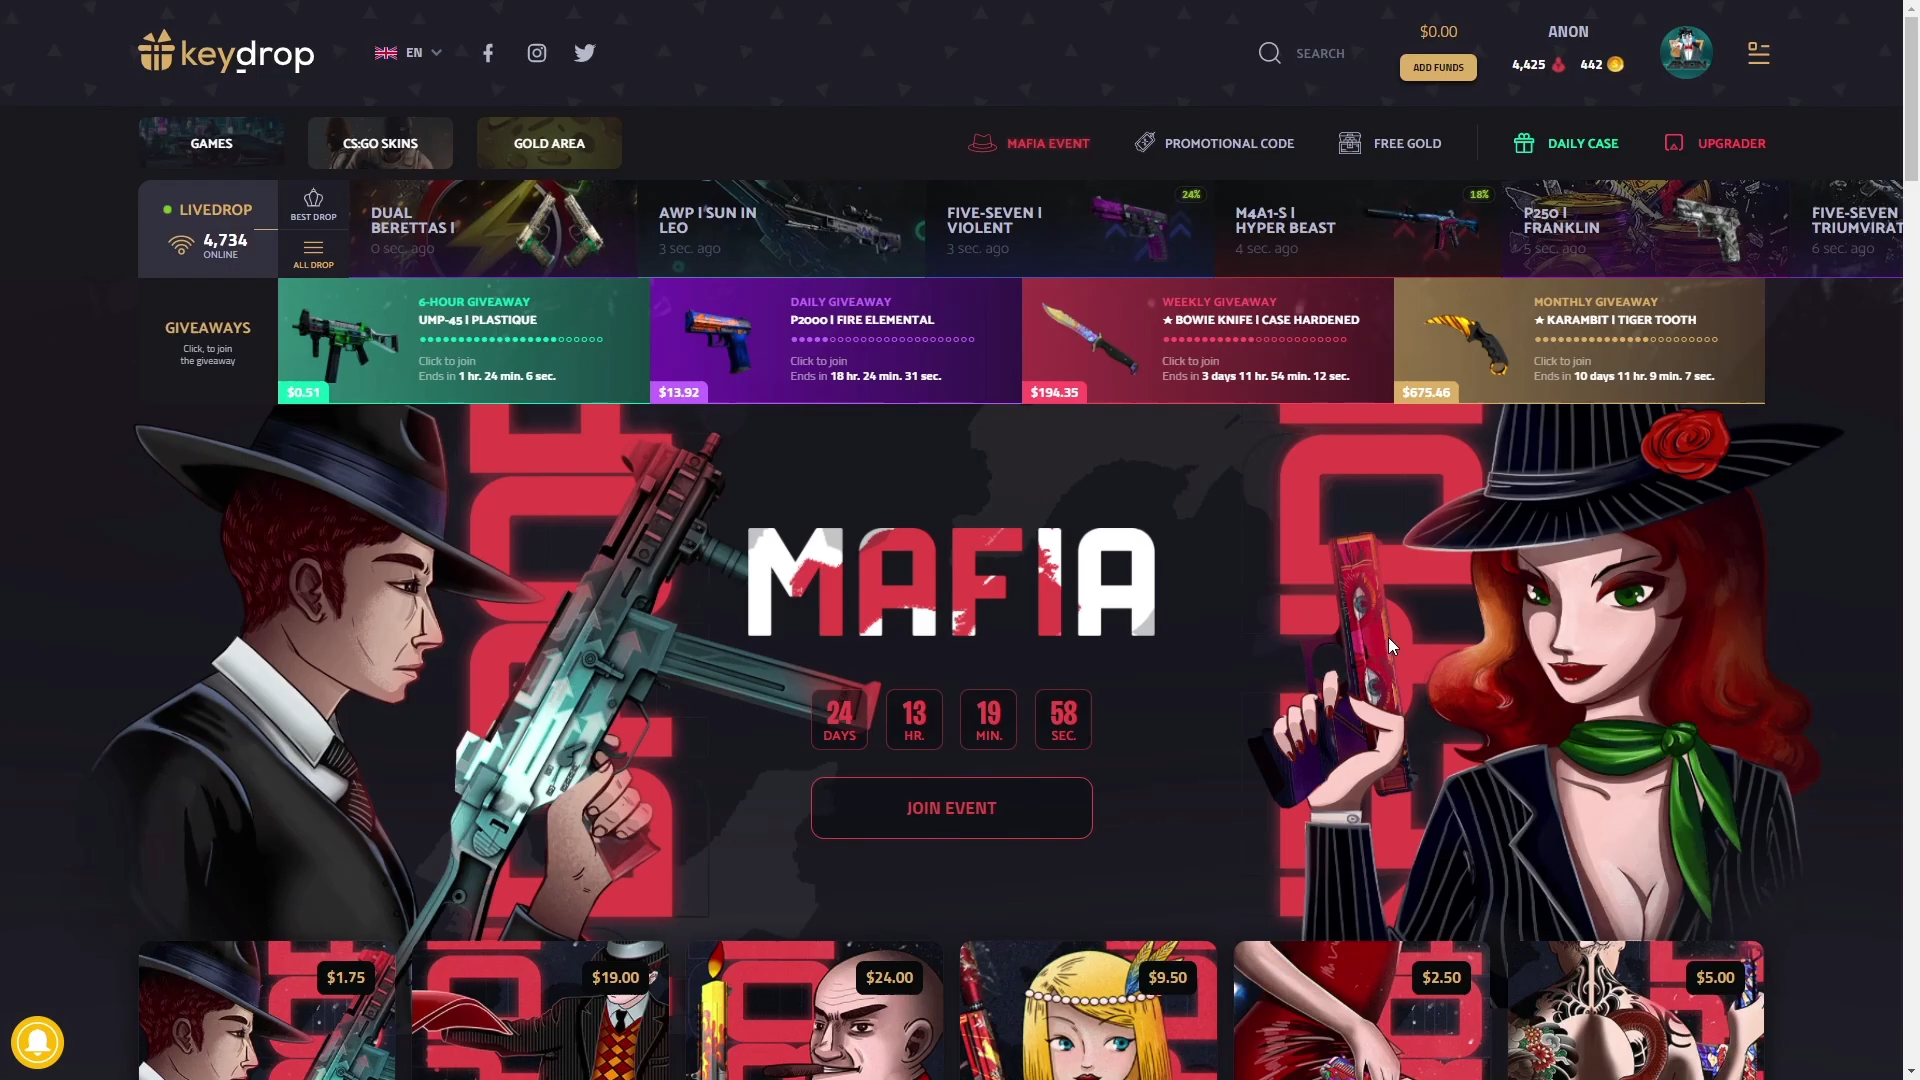 keydrop
EN
SEARCH
$0.00
ADD FUNDS
ANON
4,425
442
GAMES
CS:GO SKINS
GOLD AREA
MAFIA EVENT
PROMOTIONAL CODE
FREE GOLD
DAILY CASE
UPGRADER
LIVEDROP
4,734
ONLINE
BEST DROP
ALL DROP
DUAL
BERETTAS |
0 sec. ago
AWP | SUN IN
LEO
3 sec. ago
24%
FIVE-SEVEN |
VIOLENT
3 sec. ago
18%
M4A1-S |
HYPER BEAST
4 sec. ago
P250 |
FRANKLIN
5 sec. ago
FIVE-SEVEN
TRIUMVIRAT
6 sec. ago
GIVEAWAYS
Click, to join
the giveaway
6-HOUR GIVEAWAY
UMP-45 | PLASTIQUE
Click to join
Ends in 1 hr. 24 min. 6 sec.
$0.51
DAILY GIVEAWAY
P2000 | FIRE ELEMENTAL
Click to join
Ends in 18 hr. 24 min. 31 sec.
$13.92
WEEKLY GIVEAWAY
★ BOWIE KNIFE | CASE HARDENED
Click to join
Ends in 3 days 11 hr. 54 min. 12 sec.
$194.35
MONTHLY GIVEAWAY
★ KARAMBIT | TIGER TOOTH
Click to join
Ends in 10 days 11 hr. 9 min. 7 sec.
$675.46
MAFIA
24 13 19 58
DAYS HR. MIN. SEC.
JOIN EVENT
$1.75
$19.00
$24.00
$9.50
$2.50
$5.00